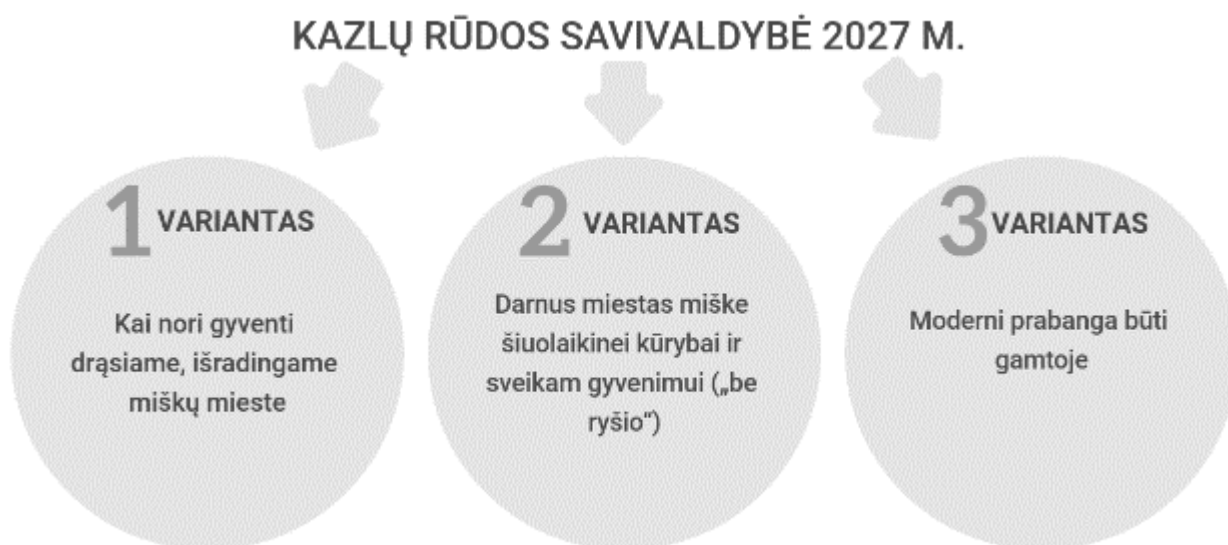 KAZLŲ RŪDOS SAVIVALDYBĖ 2027 M.
1 VARIANTAS
Kai nori gyventi
drąsiame, išradingame
miškų mieste
2 VARIANTAS
Darnus miestas miške
šiuolaikinei kūrybai ir
sveikam gyvenimui („be
ryšio“)
3 VARIANTAS
Moderni prabanga būti
gamtoje